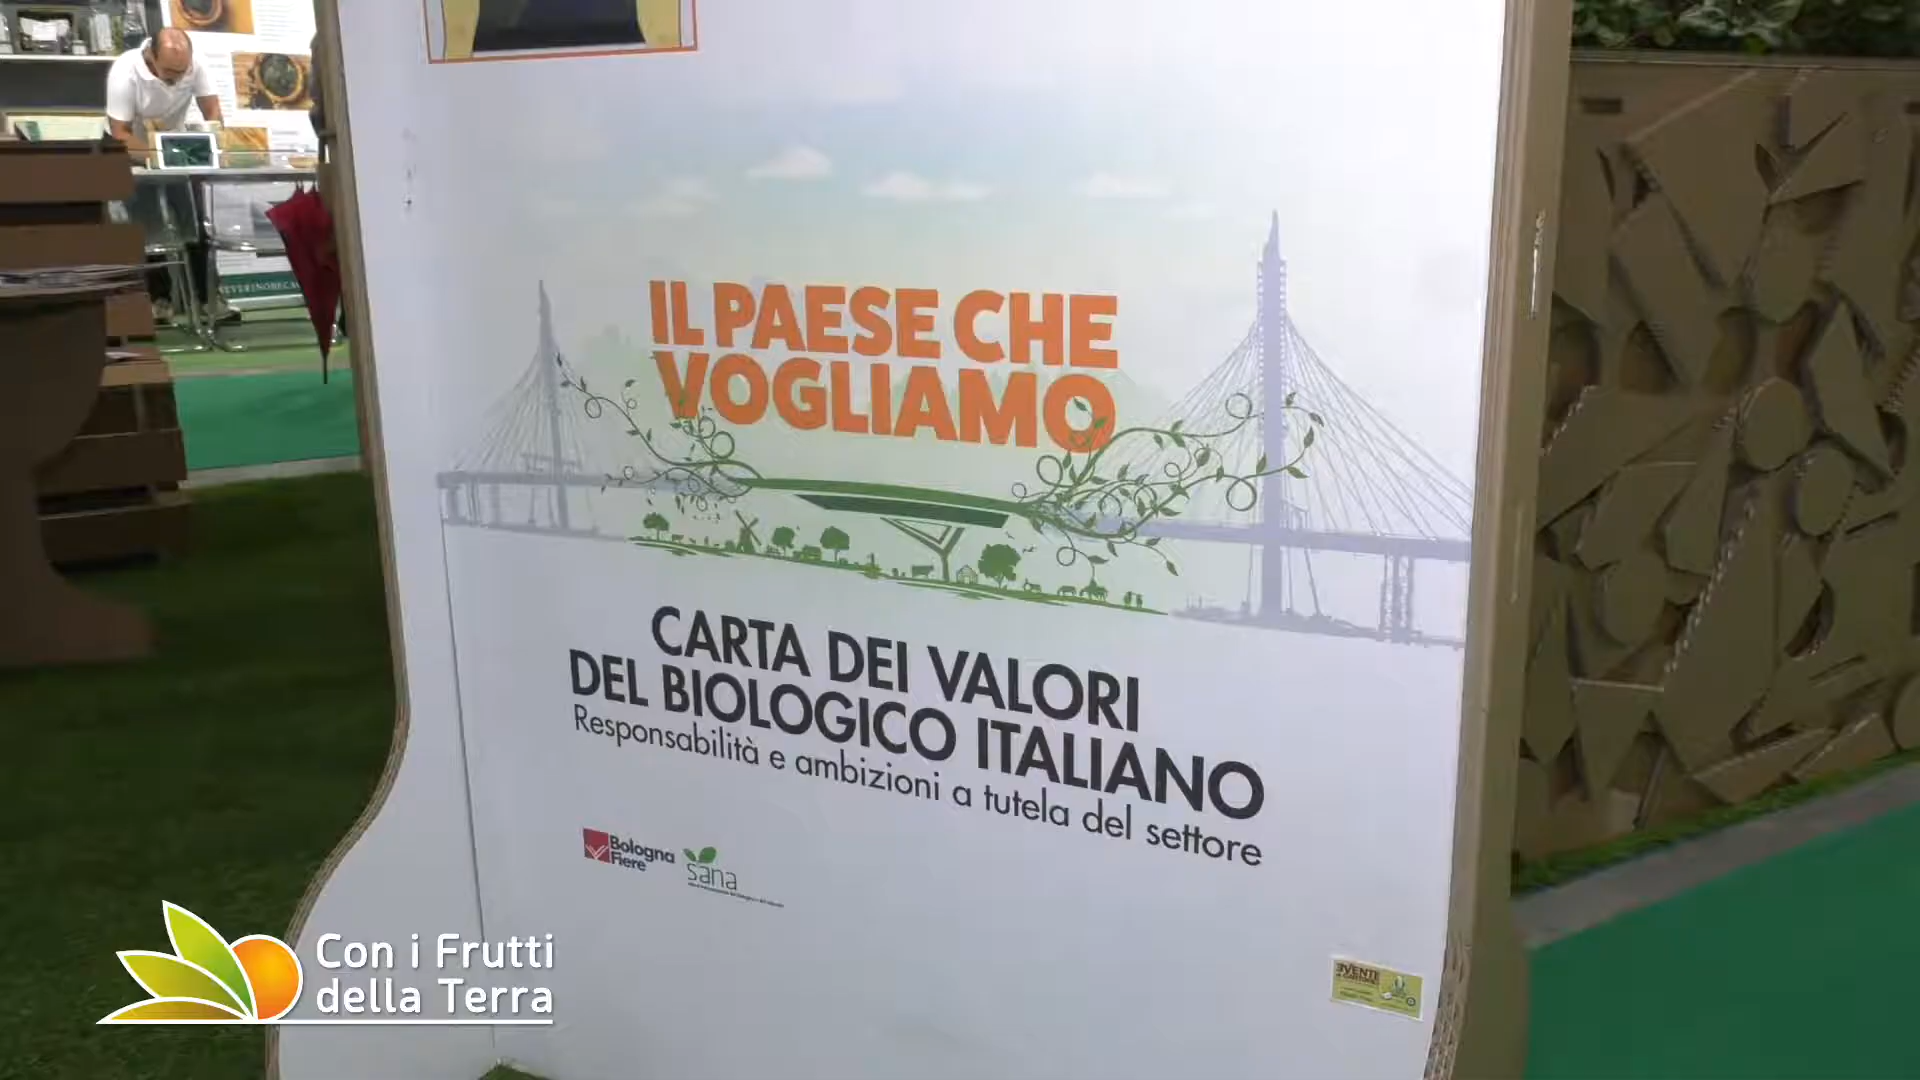 IL PAESE CHE
VOGLIAMO
CARTA DEI VALORI
DEL BIOLOGICO ITALIANO
Responsabilità e ambizioni a tutela del settore
Bologna
Fiere
sana
Con i Frutti
della Terra